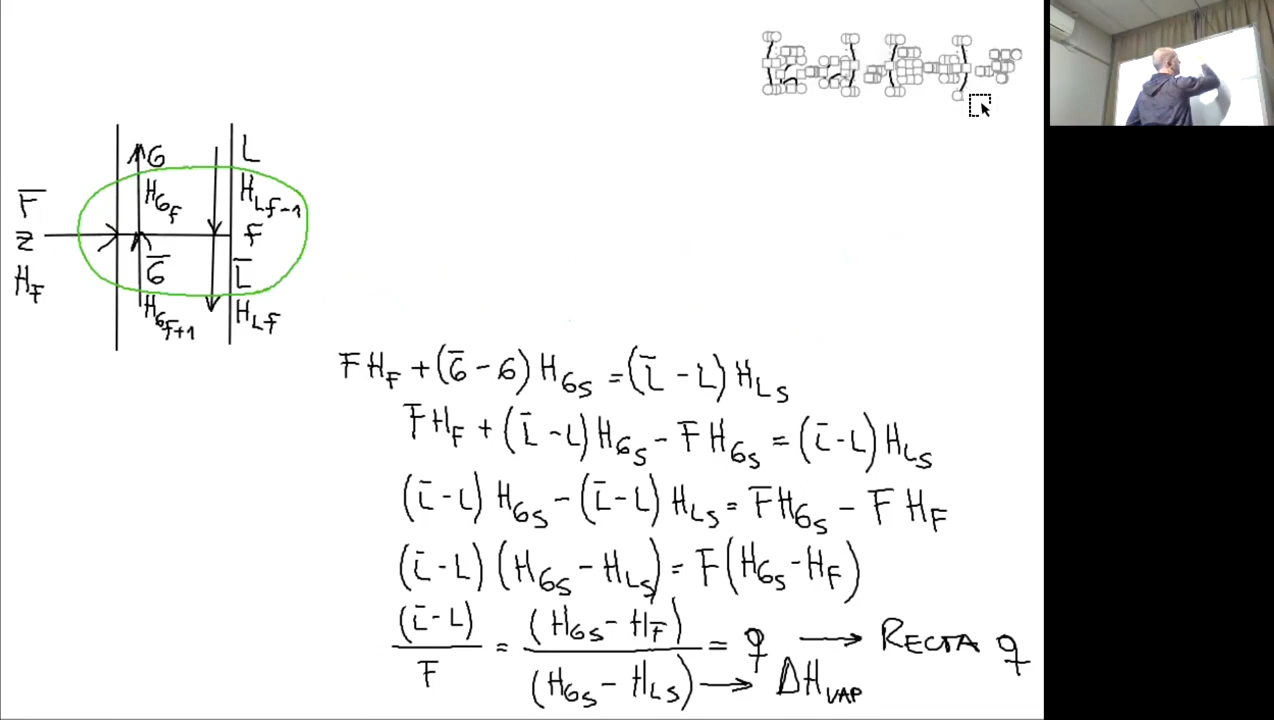 G L
H_Gf H_Lf-1
F
z f
H_F G̅ L̅
H_Gf+1 H_Lf
F H_F + (G̅ - G) H_Gs = (L̅ - L) H_Ls
F H_F + (L̅ - L) H_Gs - F H_Gs = (L̅ - L) H_Ls
(L̅ - L) H_Gs - (L̅ - L) H_Ls = F H_Gs - F H_F
(L̅ - L) (H_Gs - H_Ls) = F (H_Gs - H_F)
(L̅ - L) / F = (H_Gs - H_F) / (H_Gs - H_Ls) = q → RECTA q
→ ΔH_VAP